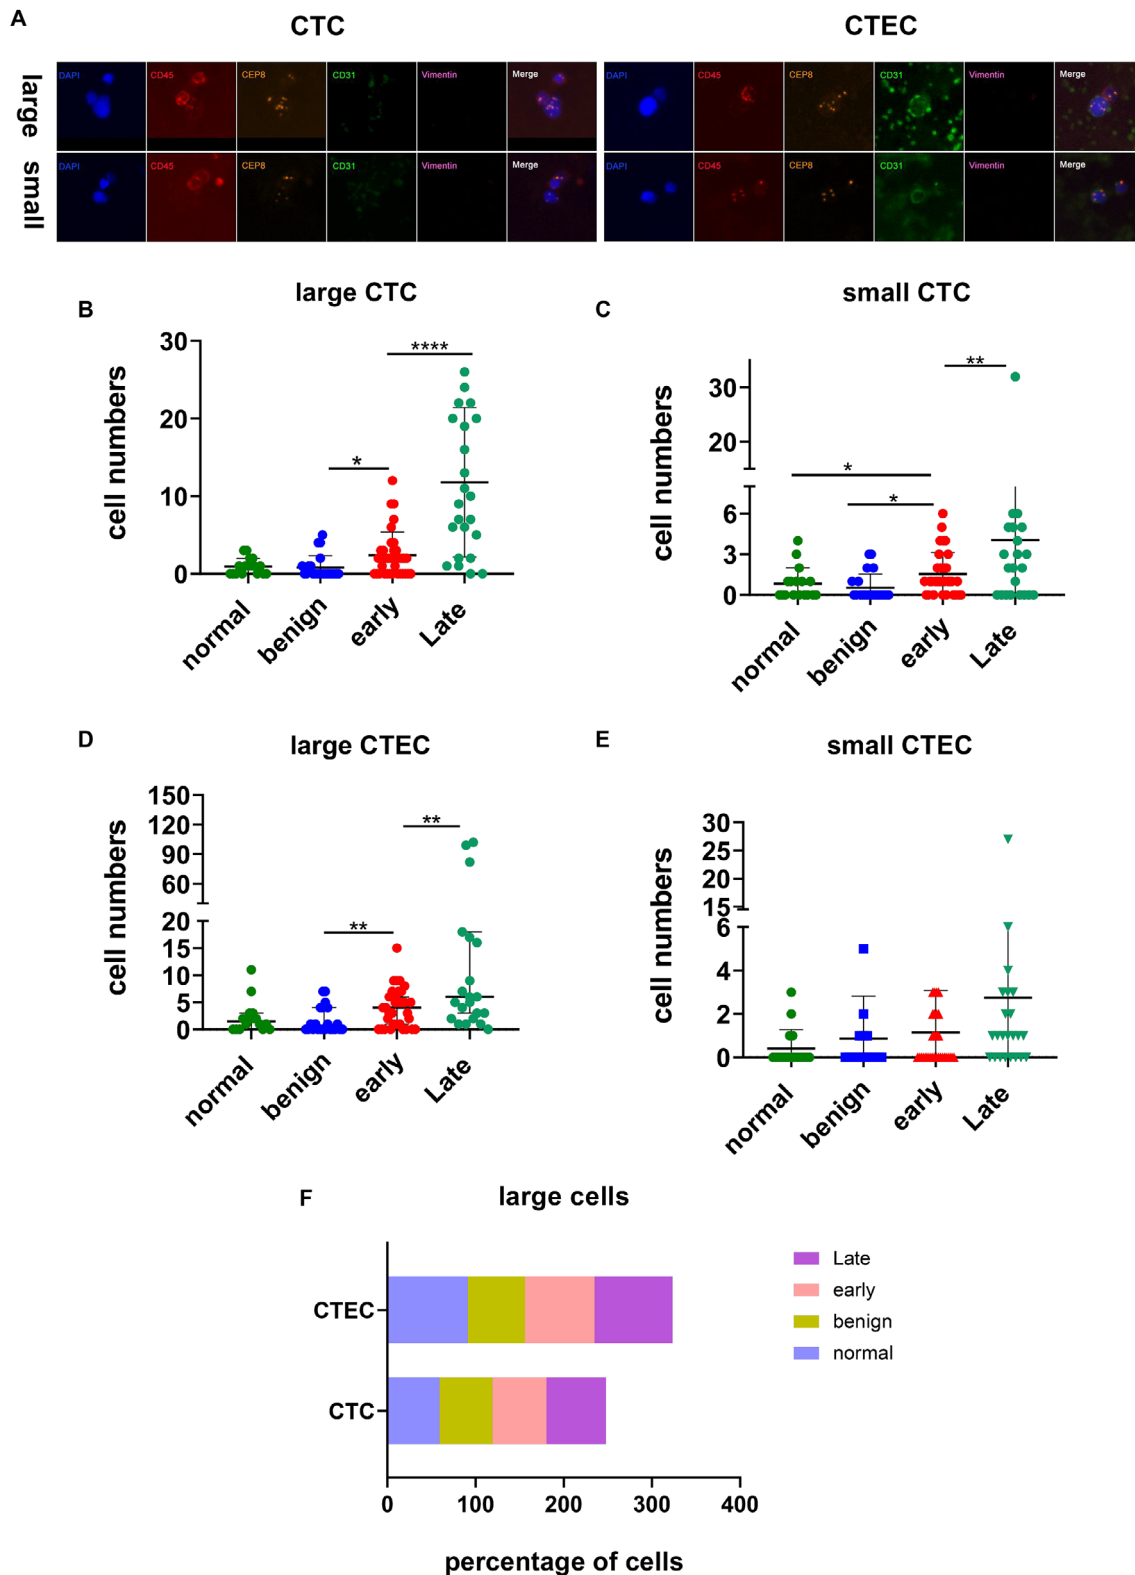 A
CTC
CTEC
large
DAPI CD45 CEP8 CD31 Vimentin Merge
DAPI CD45 CEP8 CD31 Vimentin Merge
small
DAPI CD45 CEP8 CD31 Vimentin Merge
DAPI CD45 CEP8 CD31 Vimentin Merge
B
large CTC
cell numbers
30
20
10
0
*
****
normal benign early Late
C
small CTC
cell numbers
30
20
6
3
0
*
*
**
normal benign early Late
D
large CTEC
cell numbers
150
120
90
60
20
15
10
5
0
**
**
normal benign early Late
E
small CTEC
cell numbers
30
25
20
15
6
4
2
0
normal benign early Late
F
large cells
CTEC
CTC
0 100 200 300 400
percentage of cells
Late
early
benign
normal